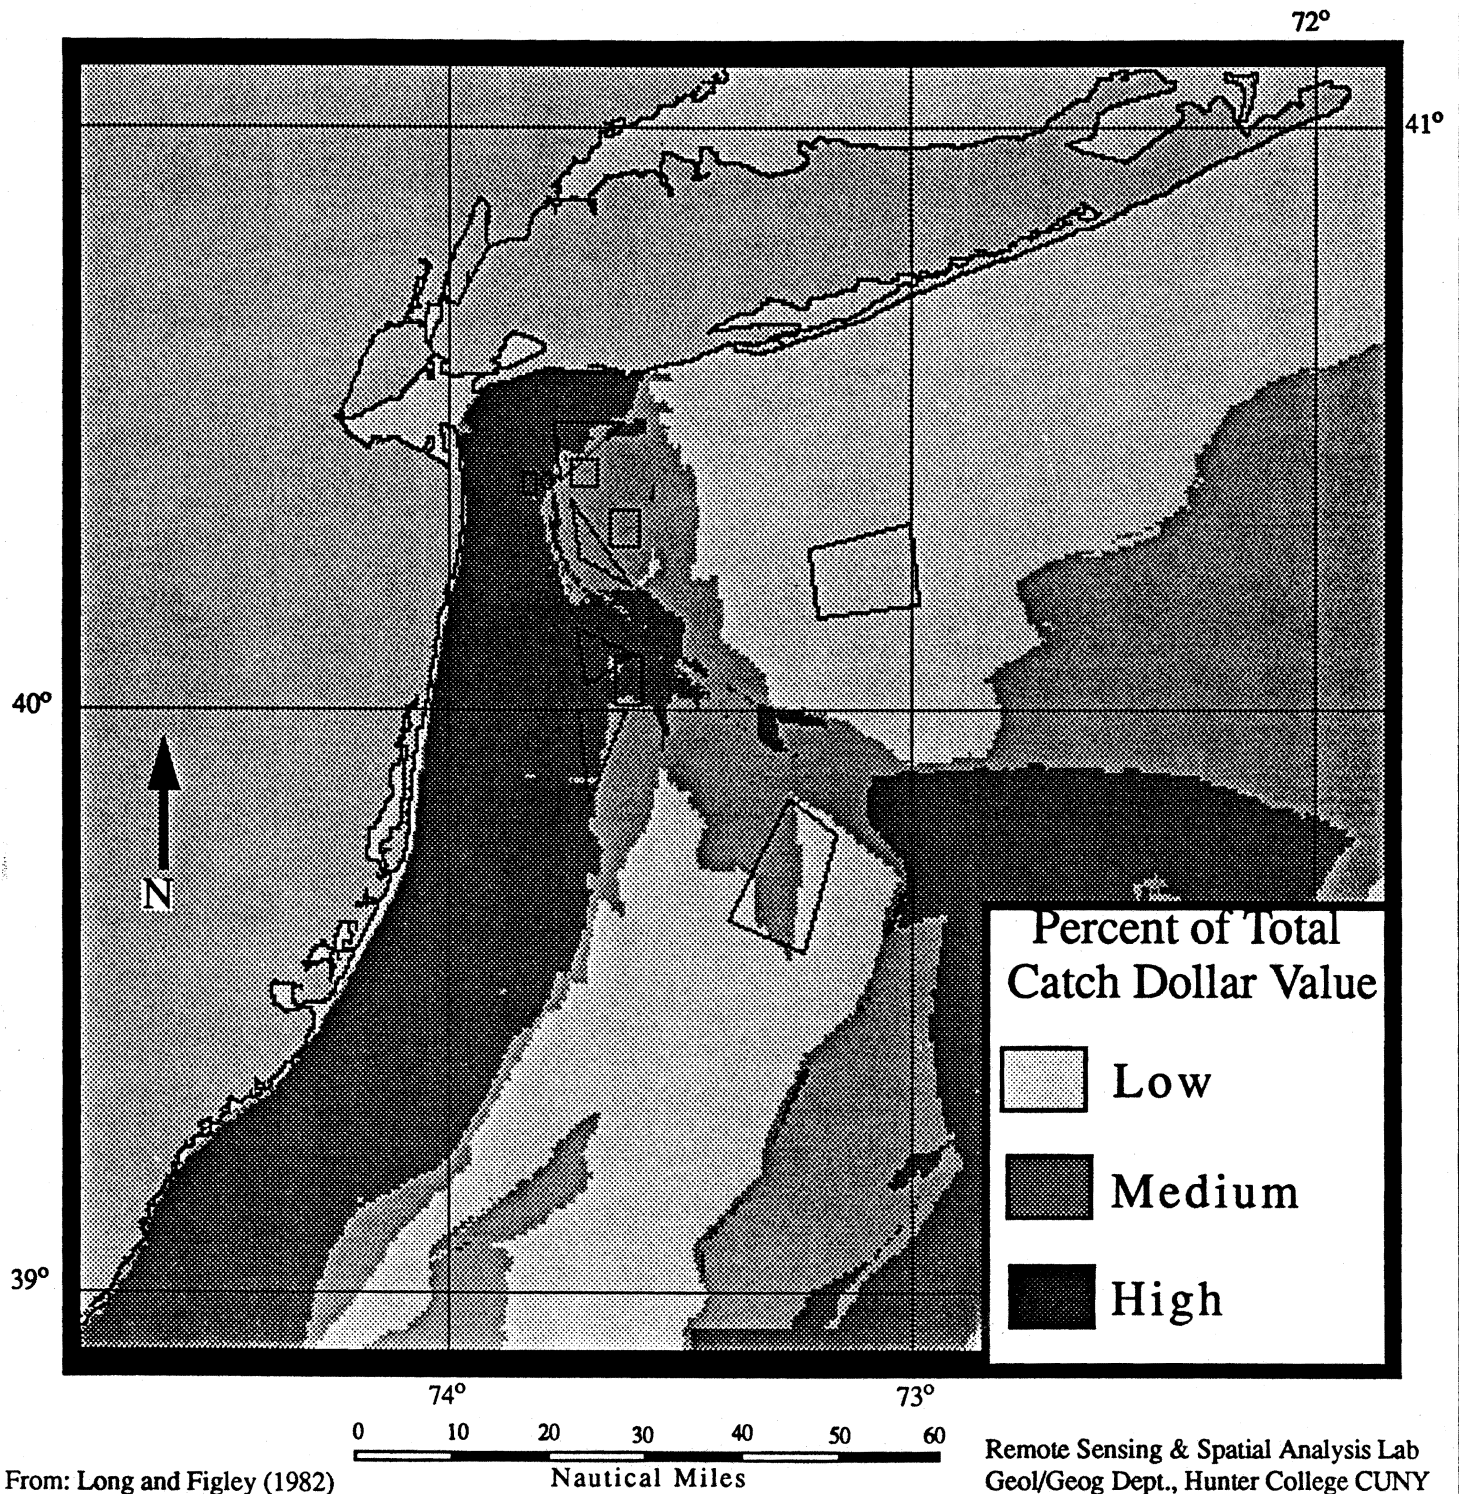 72°
41°
40°
N
Percent of Total
Catch Dollar Value
Low
Medium
High
39°
74°
73°
0 10 20 30 40 50 60
Nautical Miles
From: Long and Figley (1982)
Remote Sensing & Spatial Analysis Lab
Geol/Geog Dept., Hunter College CUNY